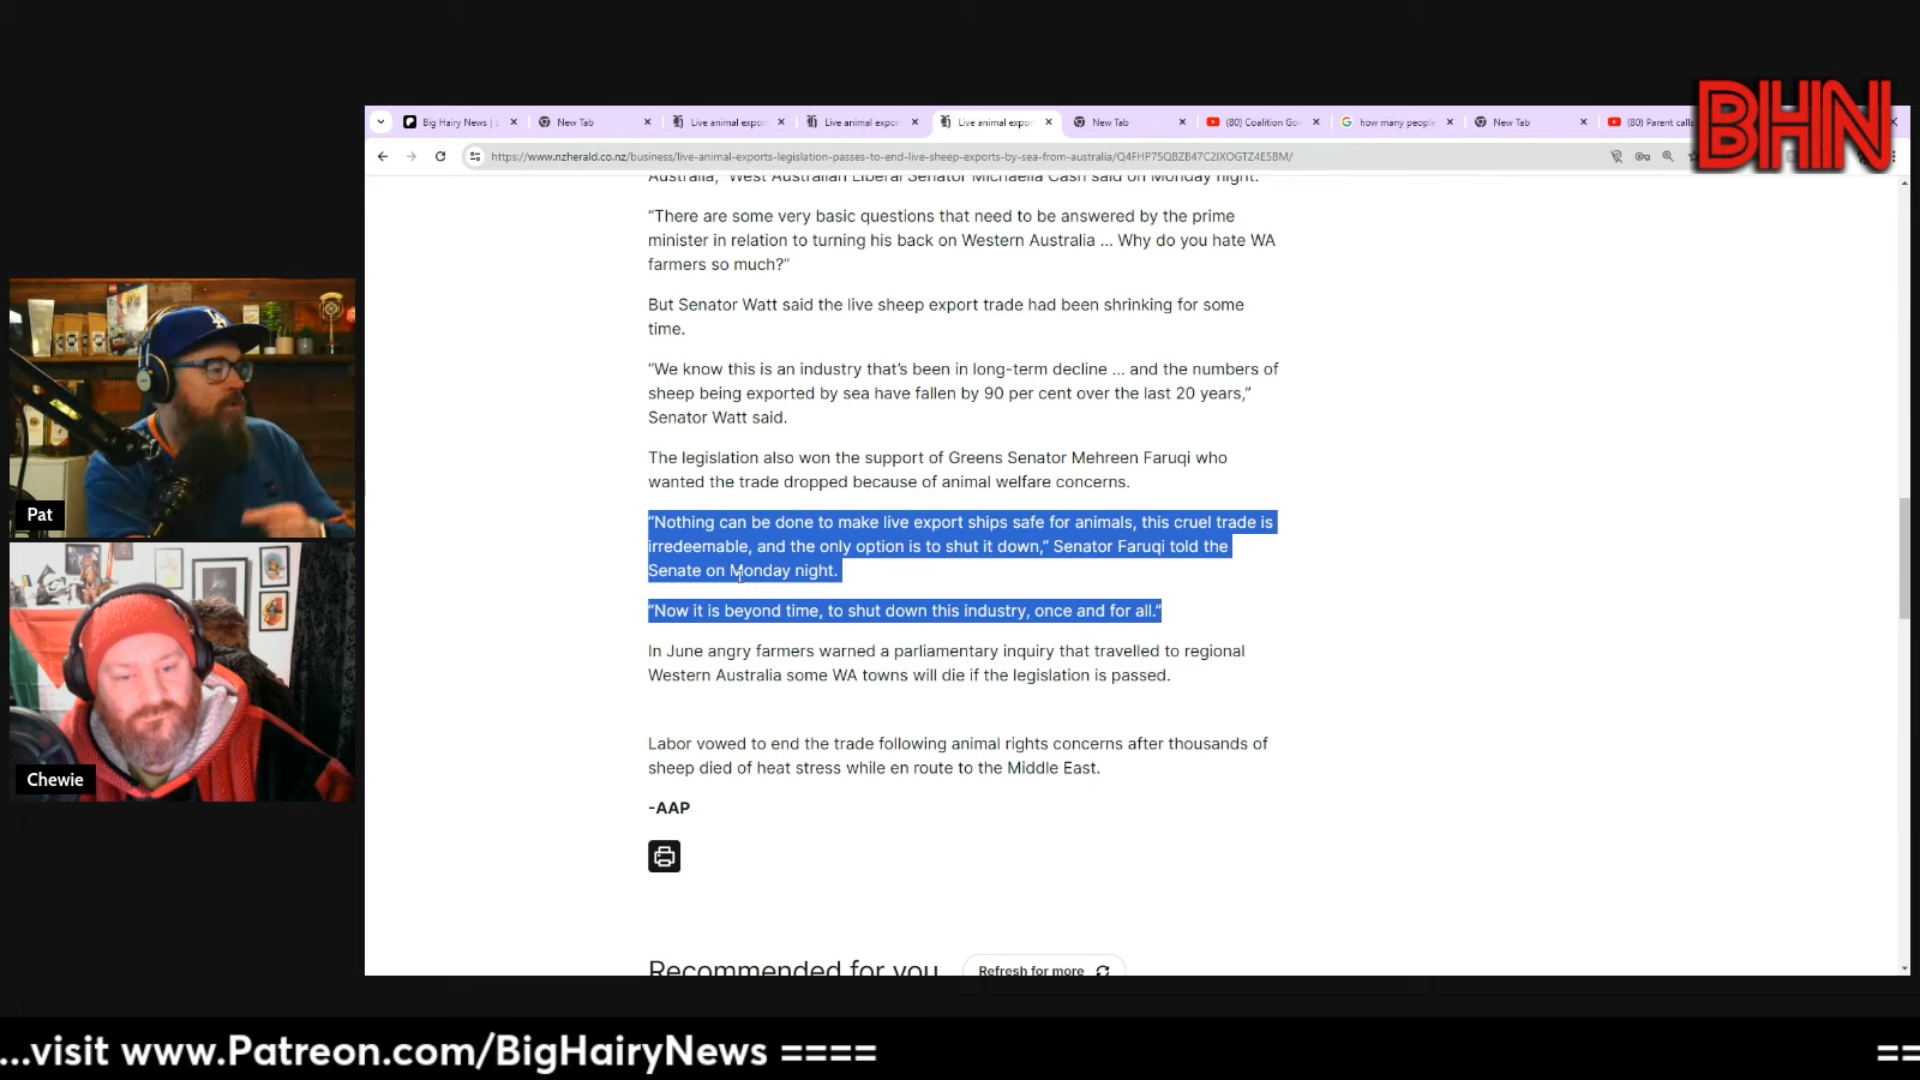 BHN
Big Hairy News |
New Tab
Live animal expor
Live animal expor
Live animal expor
New Tab
(80) Coalition Go
how many people
New Tab
(80) Parent calls
https://www.nzherald.co.nz/business/live-animal-exports-legislation-passes-to-end-live-sheep-exports-by-sea-from-australia/Q4FHP75QBZB47C2IXOGTZ4E5BM/
Australia,” West Australian Liberal Senator Michaelia Cash said on Monday night.
“There are some very basic questions that need to be answered by the prime
minister in relation to turning his back on Western Australia ... Why do you hate WA
farmers so much?”
But Senator Watt said the live sheep export trade had been shrinking for some
time.
“We know this is an industry that’s been in long-term decline ... and the numbers of
sheep being exported by sea have fallen by 90 per cent over the last 20 years,”
Senator Watt said.
The legislation also won the support of Greens Senator Mehreen Faruqi who
wanted the trade dropped because of animal welfare concerns.
“Nothing can be done to make live export ships safe for animals, this cruel trade is
irredeemable, and the only option is to shut it down,” Senator Faruqi told the
Senate on Monday night.
“Now it is beyond time, to shut down this industry, once and for all.”
In June angry farmers warned a parliamentary inquiry that travelled to regional
Western Australia some WA towns will die if the legislation is passed.
Labor vowed to end the trade following animal rights concerns after thousands of
sheep died of heat stress while en route to the Middle East.
-AAP
Recommended for you
Refresh for more
Pat
Chewie
...visit www.Patreon.com/BigHairyNews ==== ==